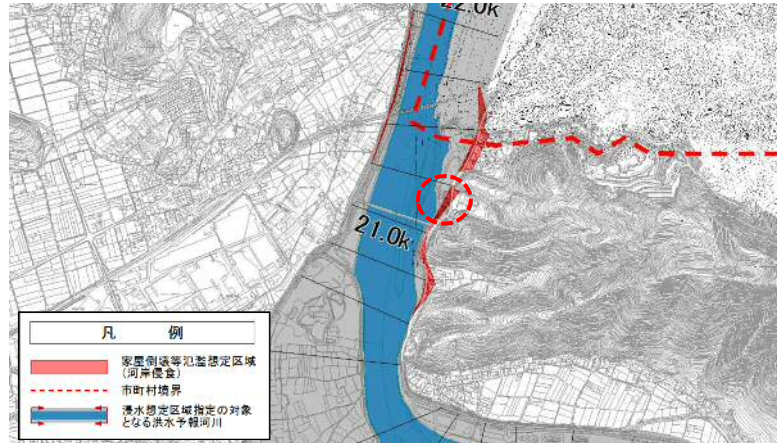 22.0k
21.0k
凡 例
家屋倒壊等氾濫想定区域
(河岸侵食)
市町村境界
浸水想定区域指定の対象
となる洪水予報河川